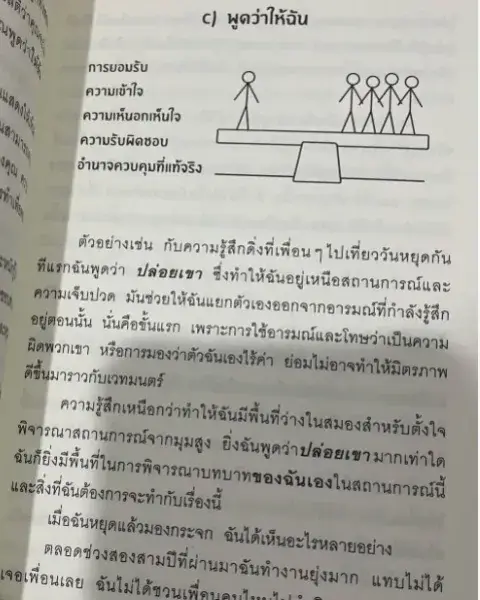 c) พูดว่าให้ฉัน
การยอมรับ
ความเข้าใจ
ความเห็นอกเห็นใจ
ความรับผิดชอบ
อำนาจควบคุมที่แท้จริง
ตัวอย่างเช่น กับความรู้สึกดิ่งที่เพื่อน ๆ ไปเที่ยววันหยุดกัน
ทีแรกฉันพูดว่า ปล่อยเขา ซึ่งทำให้ฉันอยู่เหนือสถานการณ์และ
ความเจ็บปวด มันช่วยให้ฉันแยกตัวเองออกจากอารมณ์ที่กำลังรู้สึก
อยู่ตอนนั้น นั่นคือขั้นแรก เพราะการใช้อารมณ์และโทษว่าเป็นความ
ผิดพวกเขา หรือการมองว่าตัวฉันเองไร้ค่า ย่อมไม่อาจทำให้มิตรภาพ
ดีขึ้นมาราวกับเวทมนตร์
ความรู้สึกเหนือกว่าทำให้ฉันมีพื้นที่ว่างในสมองสำหรับตั้งใจ
พิจารณาสถานการณ์จากมุมสูง ยิ่งฉันพูดว่าปล่อยเขามากเท่าใด
ฉันก็ยิ่งมีพื้นที่ในการพิจารณาบทบาทของฉันเองในสถานการณ์นี้
และสิ่งที่ฉันต้องการจะทำกับเรื่องนี้
เมื่อฉันหยุดแล้วมองกระจก ฉันได้เห็นอะไรหลายอย่าง
ตลอดช่วงสองสามปีที่ผ่านมาฉันทำงานยุ่งมาก แทบไม่ได้
เจอเพื่อนเลย ฉันไม่ได้ชวนเพื่อน